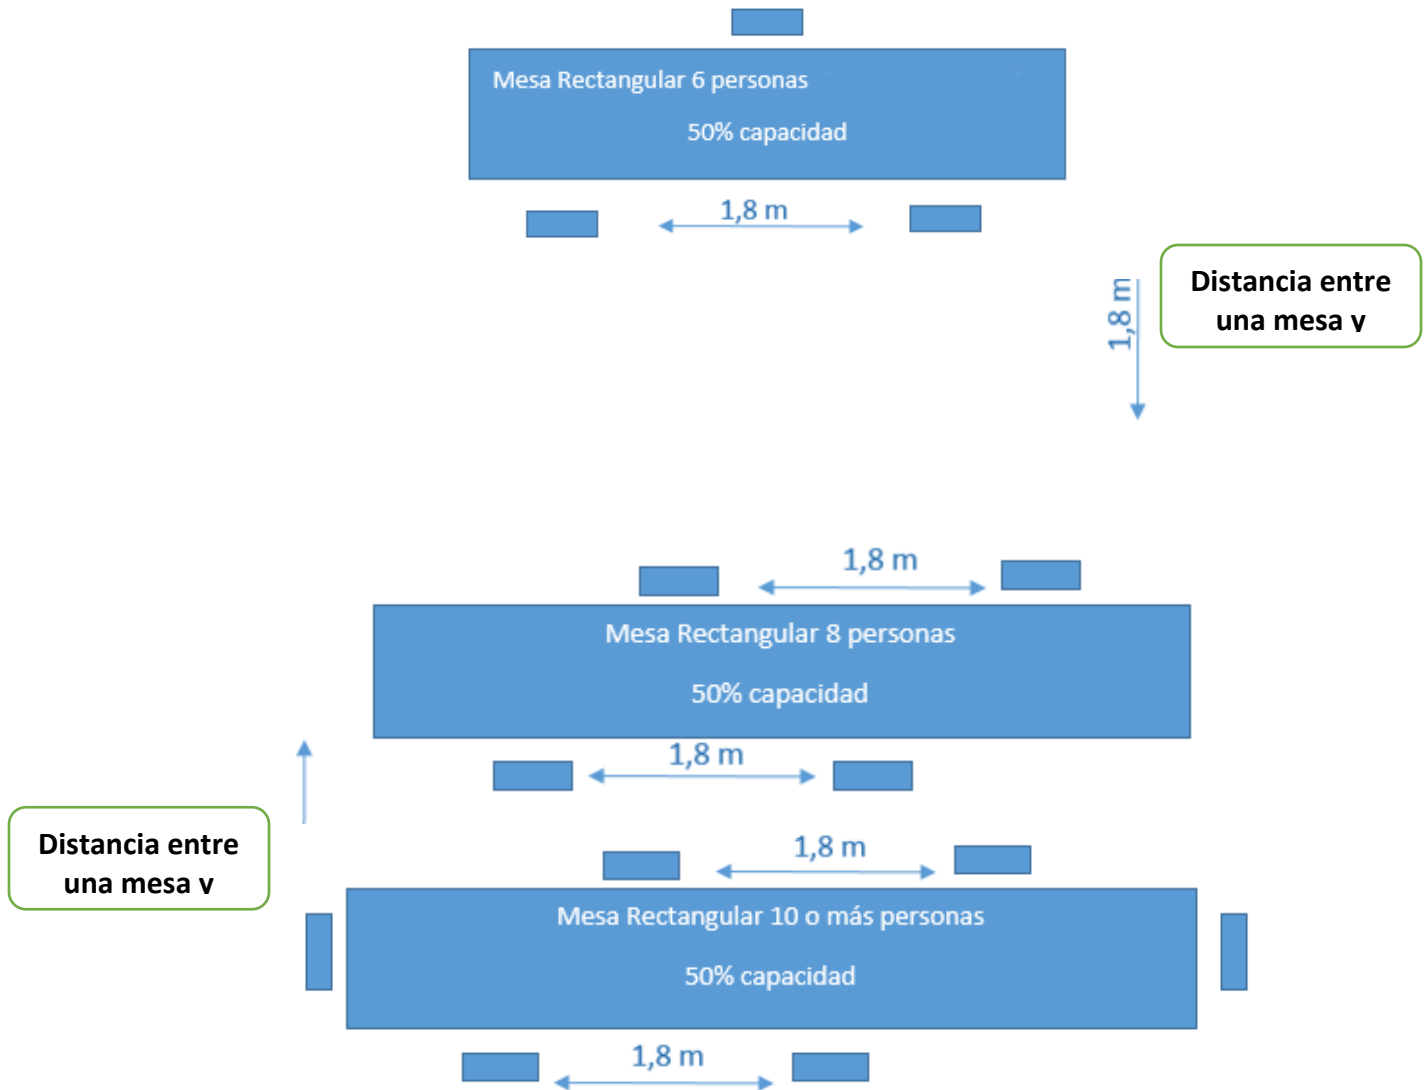 Mesa Rectangular 6 personas
50% capacidad
1,8 m
1,8 m
Distancia entre
una mesa y
1,8 m
Mesa Rectangular 8 personas
50% capacidad
1,8 m
Distancia entre
una mesa y
1,8 m
Mesa Rectangular 10 o más personas
50% capacidad
1,8 m